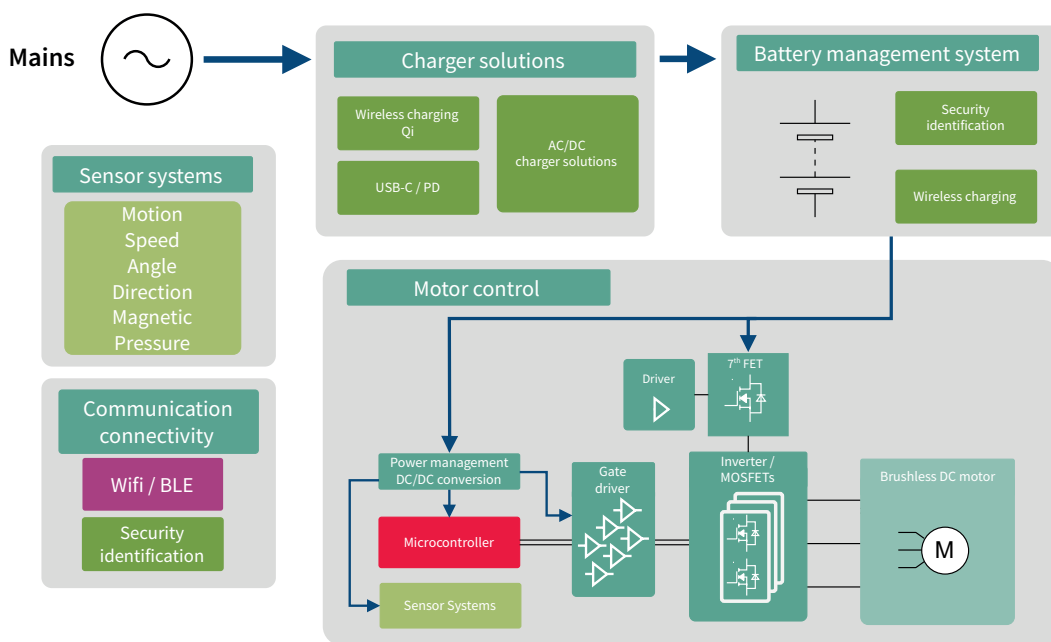 Mains
Charger solutions
Wireless charging
Qi
USB-C / PD
AC/DC
charger solutions
Battery management system
Security
identification
Wireless charging
Sensor systems
Motion
Speed
Angle
Direction
Magnetic
Pressure
Communication
connectivity
Wifi / BLE
Security
identification
Motor control
Driver
7th FET
Power management
DC/DC conversion
Microcontroller
Sensor Systems
Gate
driver
Inverter /
MOSFETs
Brushless DC motor
M